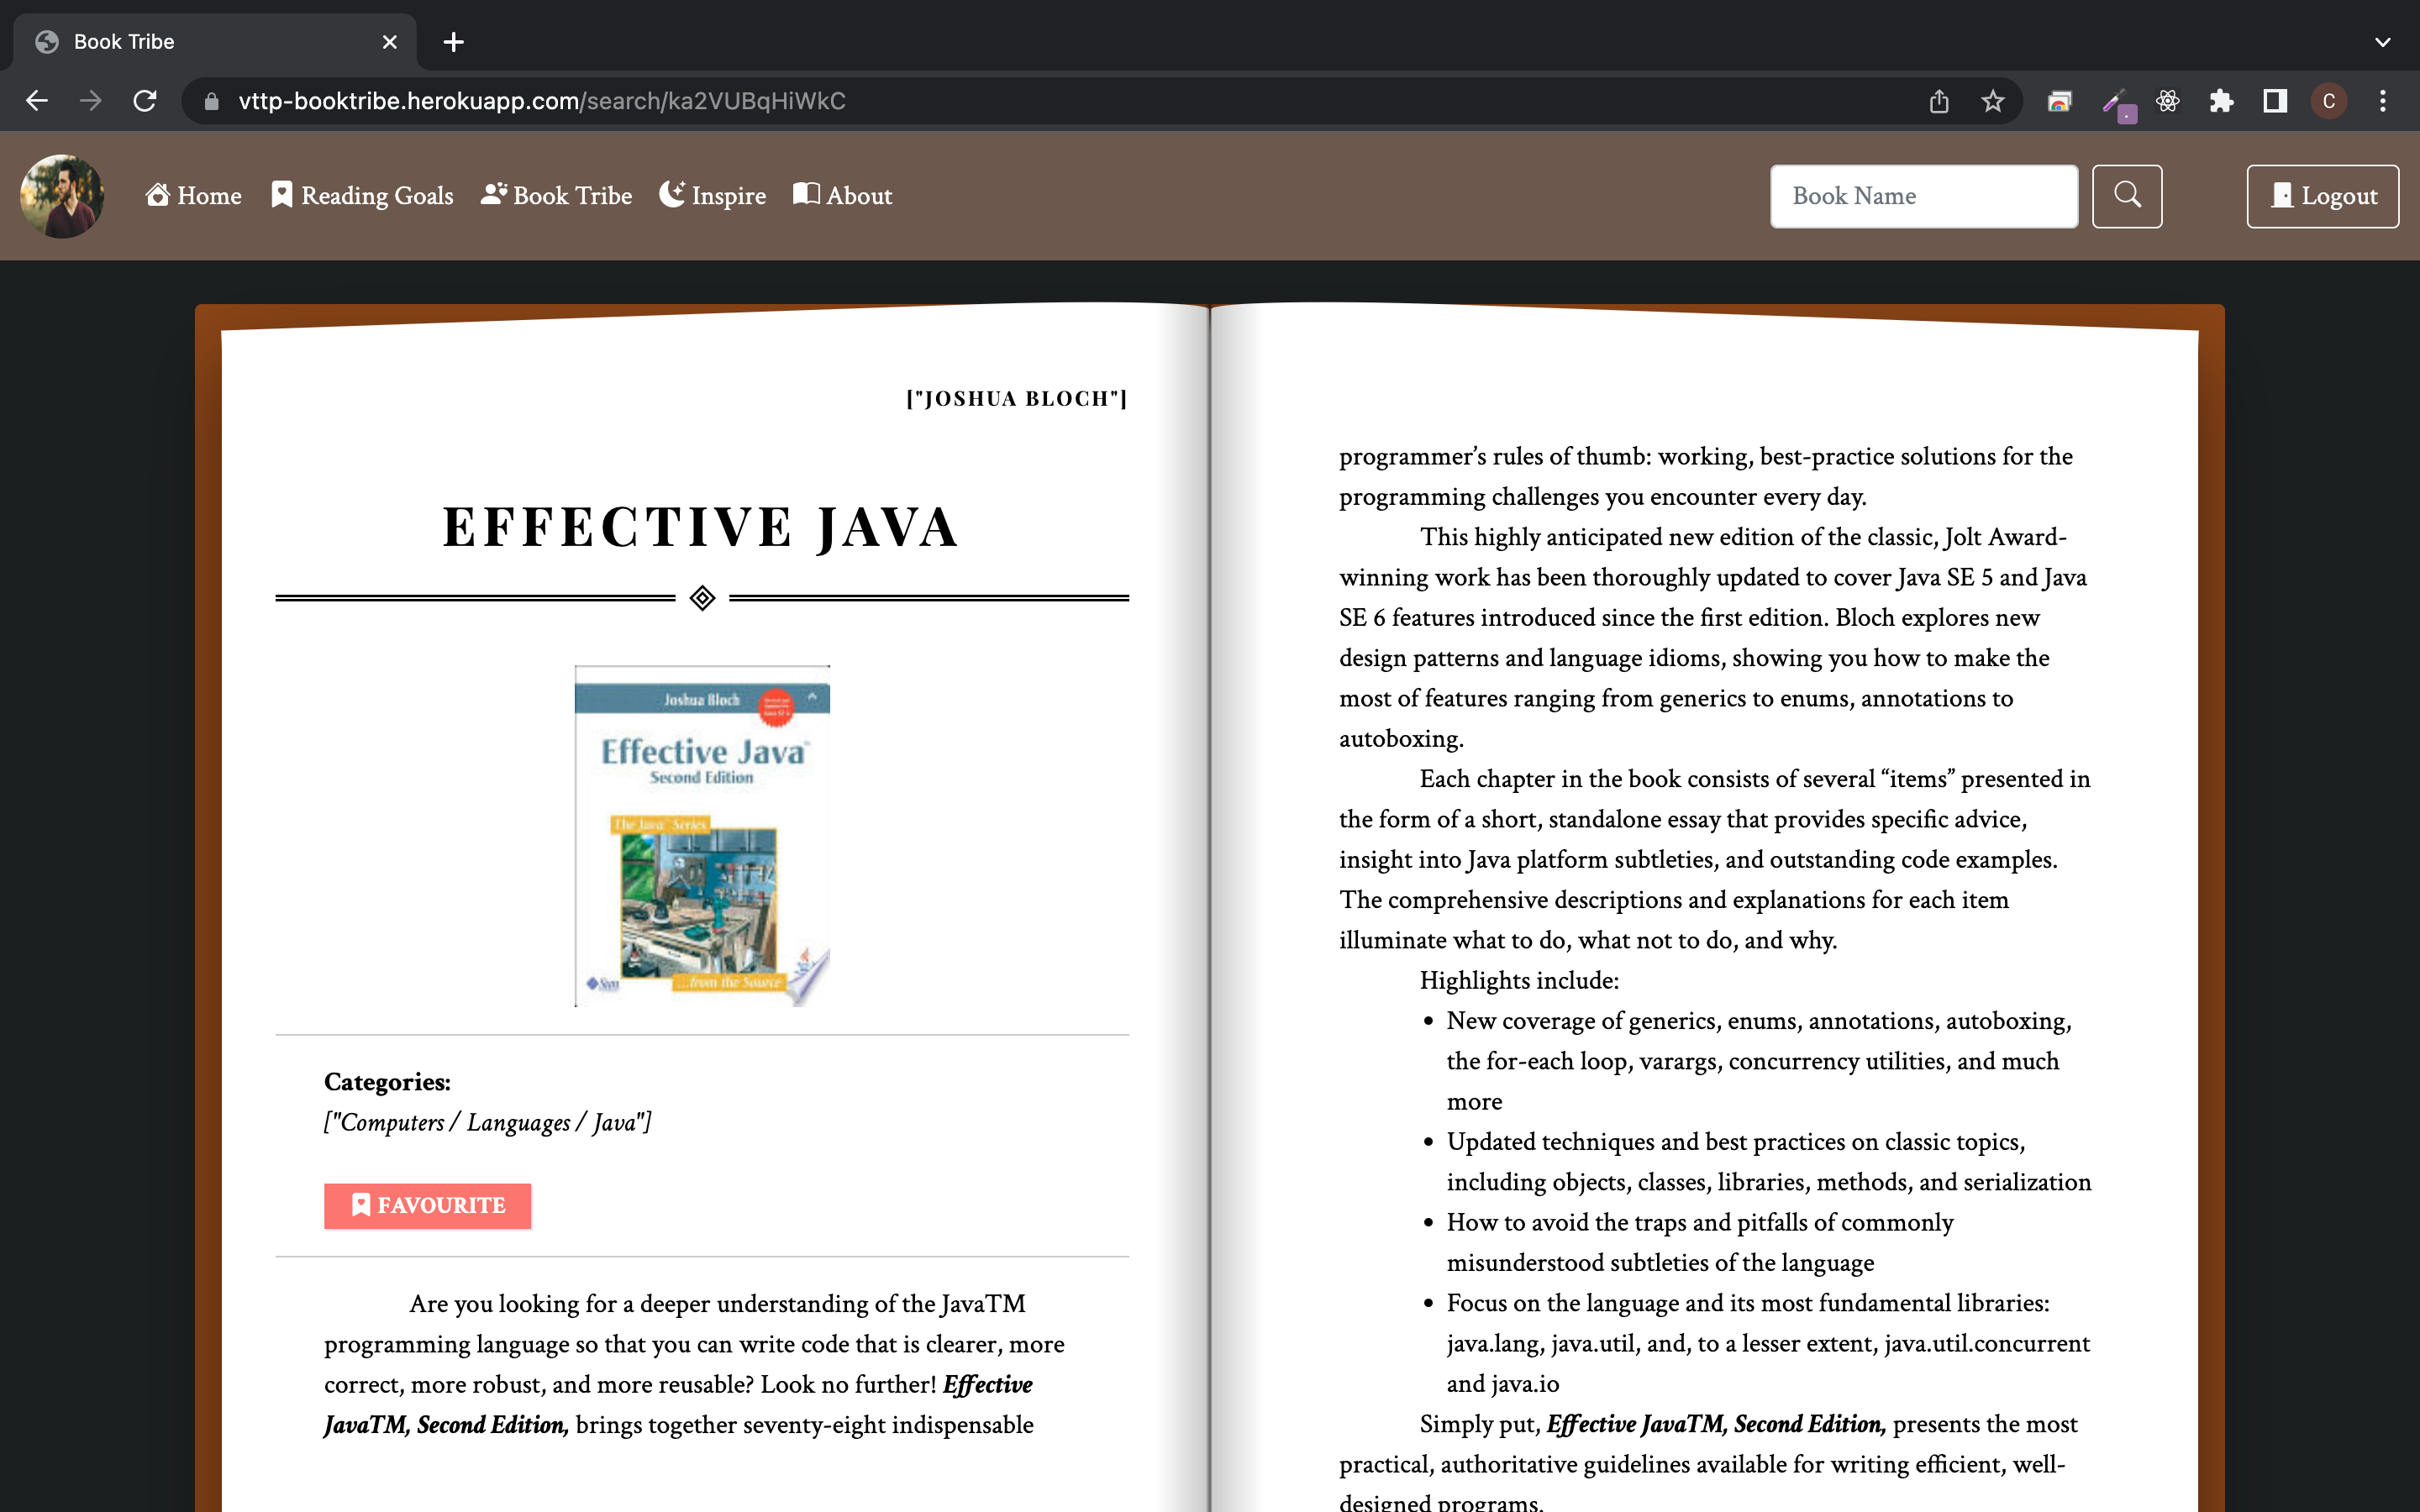 Book Tribe
vttp-booktribe.herokuapp.com/search/ka2VUBqHiWkC
C
Home
Reading Goals
Book Tribe
Inspire
About
Book Name
Logout
["JOSHUA BLOCH"]
EFFECTIVE JAVA
Joshua Bloch
Effective Java™
Second Edition
The Java™ Series
Sun
...from the Source
Categories:
["Computers / Languages / Java"]
FAVOURITE
Are you looking for a deeper understanding of the JavaTM
programming language so that you can write code that is clearer, more
correct, more robust, and more reusable? Look no further! Effective
JavaTM, Second Edition, brings together seventy-eight indispensable
programmer’s rules of thumb: working, best-practice solutions for the
programming challenges you encounter every day.
This highly anticipated new edition of the classic, Jolt Award-
winning work has been thoroughly updated to cover Java SE 5 and Java
SE 6 features introduced since the first edition. Bloch explores new
design patterns and language idioms, showing you how to make the
most of features ranging from generics to enums, annotations to
autoboxing.
Each chapter in the book consists of several “items” presented in
the form of a short, standalone essay that provides specific advice,
insight into Java platform subtleties, and outstanding code examples.
The comprehensive descriptions and explanations for each item
illuminate what to do, what not to do, and why.
Highlights include:
• New coverage of generics, enums, annotations, autoboxing,
the for-each loop, varargs, concurrency utilities, and much
more
• Updated techniques and best practices on classic topics,
including objects, classes, libraries, methods, and serialization
• How to avoid the traps and pitfalls of commonly
misunderstood subtleties of the language
• Focus on the language and its most fundamental libraries:
java.lang, java.util, and, to a lesser extent, java.util.concurrent
and java.io
Simply put, Effective JavaTM, Second Edition, presents the most
practical, authoritative guidelines available for writing efficient, well-
designed programs.